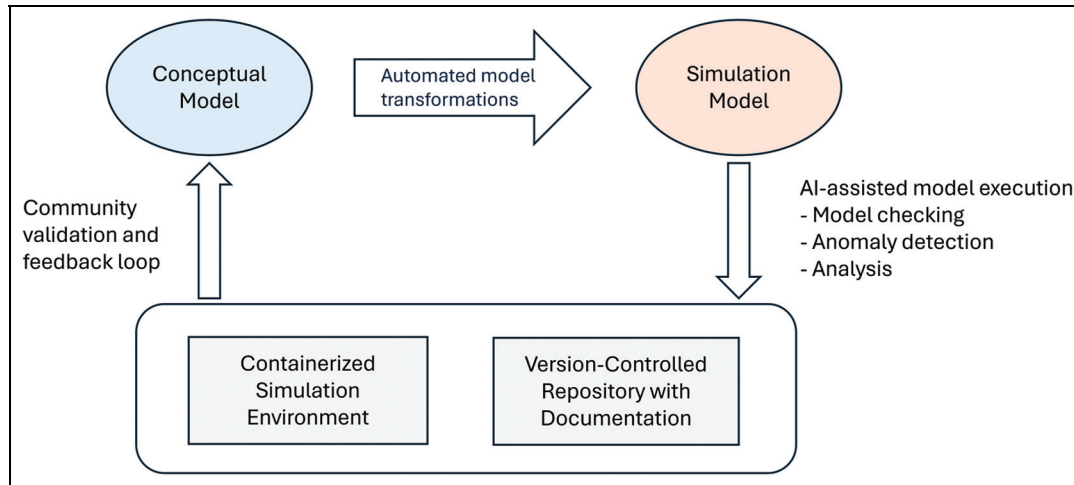 Conceptual
Model
Automated model
transformations
Simulation
Model
Community
validation and
feedback loop
AI-assisted model execution
- Model checking
- Anomaly detection
- Analysis
Containerized
Simulation
Environment
Version-Controlled
Repository with
Documentation